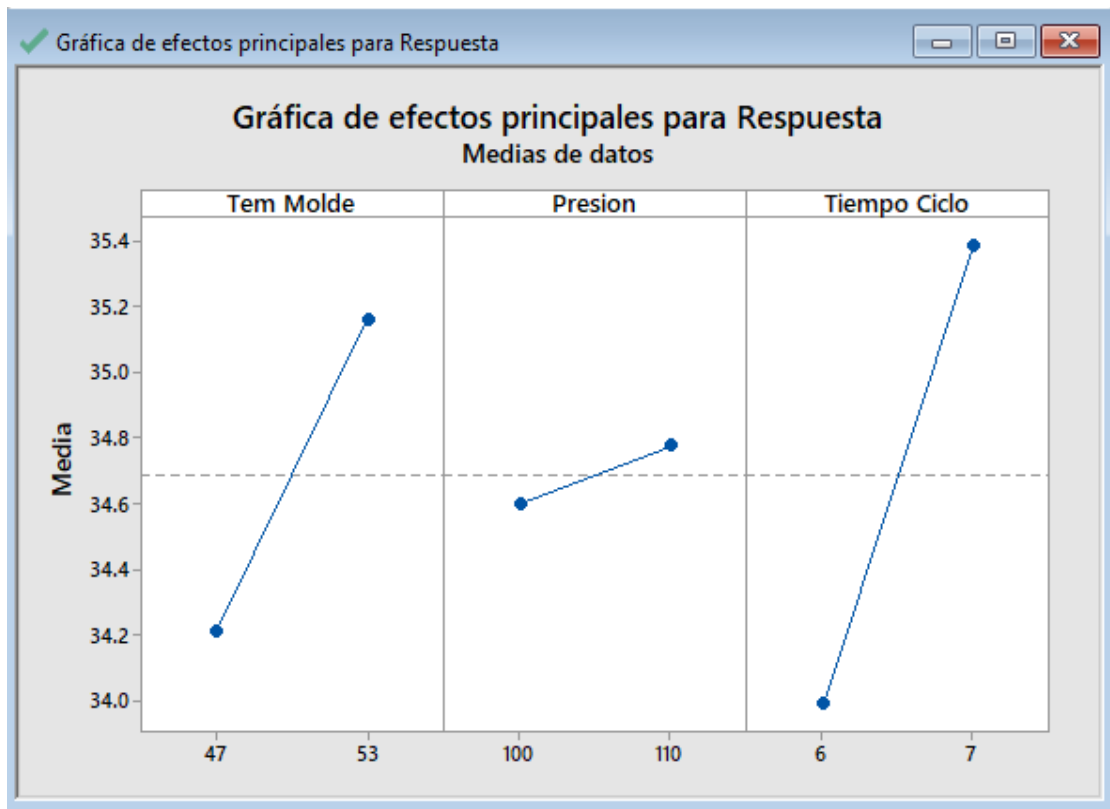 Gráfica de efectos principales para Respuesta
Gráfica de efectos principales para Respuesta
Medias de datos
Tem Molde Presion Tiempo Ciclo
35.4
35.2
35.0
34.8
34.6
34.4
34.2
34.0
Media
47 53 100 110 6 7